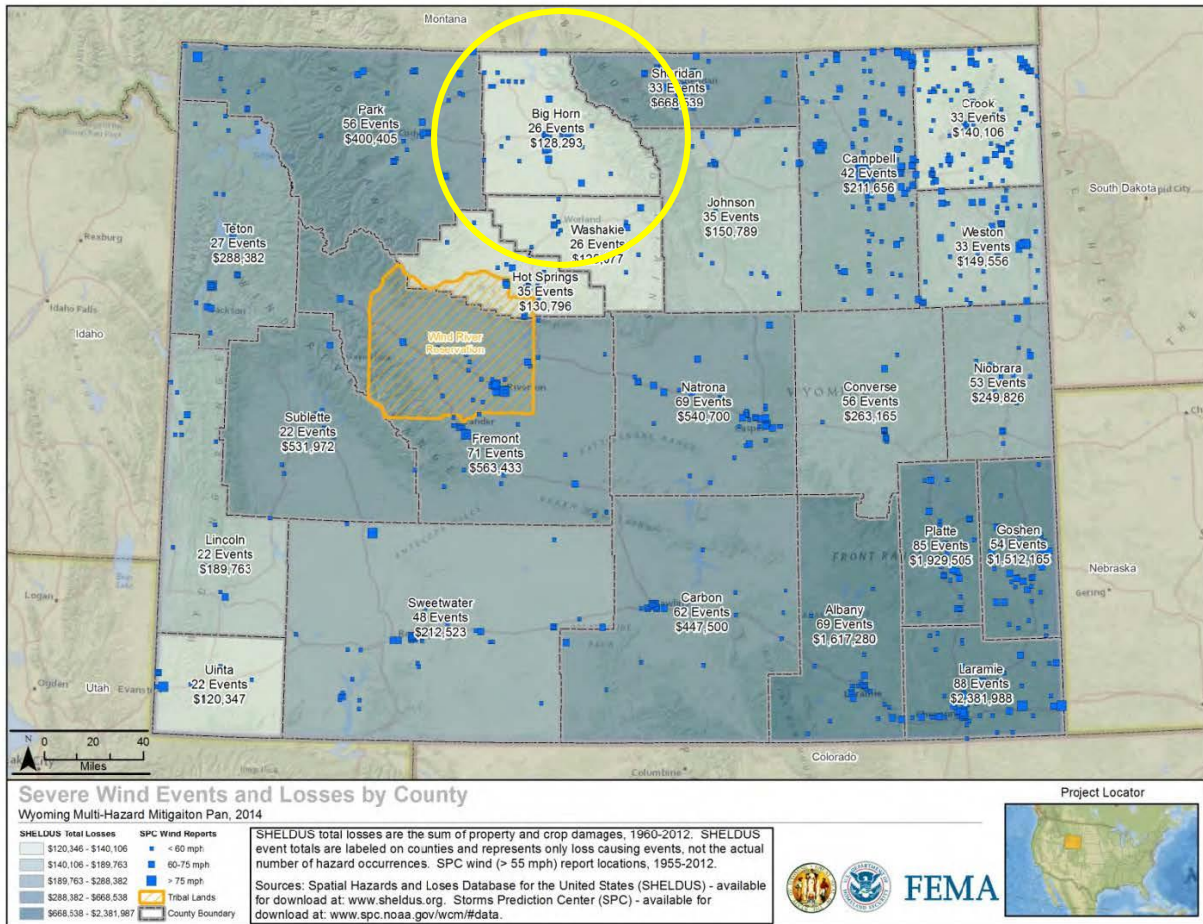 Montana
Park
56 Events
$400,405
Big Horn
26 Events
$128,293
Sheridan
33 Events
$668,539
Campbell
42 Events
$211,656
Crook
33 Events
$140,106
South Dakota
Teton
27 Events
$288,382
Worland
Washakie
26 Events
Johnson
35 Events
$150,789
Weston
33 Events
$149,556
Rexburg
Idaho Falls
Idaho
Hot Springs
35 Events
$130,796
Wind River
Reservation
Sublette
22 Events
$531,972
Fremont
71 Events
$563,433
Natrona
69 Events
$540,700
Converse
56 Events
$263,165
Niobrara
53 Events
$249,826
Lincoln
22 Events
$189,763
Sweetwater
48 Events
$212,523
Carbon
62 Events
$447,500
FRONT
Albany
69 Events
$1,617,280
Platte
85 Events
$1,929,505
Goshen
54 Events
$1,512,165
Nebraska
Gering
Logan
Ogden
Utah
Uinta
22 Events
$120,347
Laramie
88 Events
$2,381,988
Colorado
Columbine
N
0 20 40
Miles
Severe Wind Events and Losses by County
Wyoming Multi-Hazard Mitigaiton Pan, 2014
SHELDUS Total Losses
$120,346 - $140,106
$140,106 - $189,763
$189,763 - $288,382
$288,382 - $668,538
$668,538 - $2,381,987
SPC Wind Reports
< 60 mph
60-75 mph
> 75 mph
Tribal Lands
County Boundary
SHELDUS total losses are the sum of property and crop damages, 1960-2012. SHELDUS
event totals are labeled on counties and represents only loss causing events, not the actual
number of hazard occurrences. SPC wind (> 55 mph) report locations, 1955-2012.
Sources: Spatial Hazards and Loses Database for the United States (SHELDUS) - available
for download at: www.sheldus.org. Storms Prediction Center (SPC) - available for
download at: www.spc.noaa.gov/wcm/#data.
FEMA
Project Locator